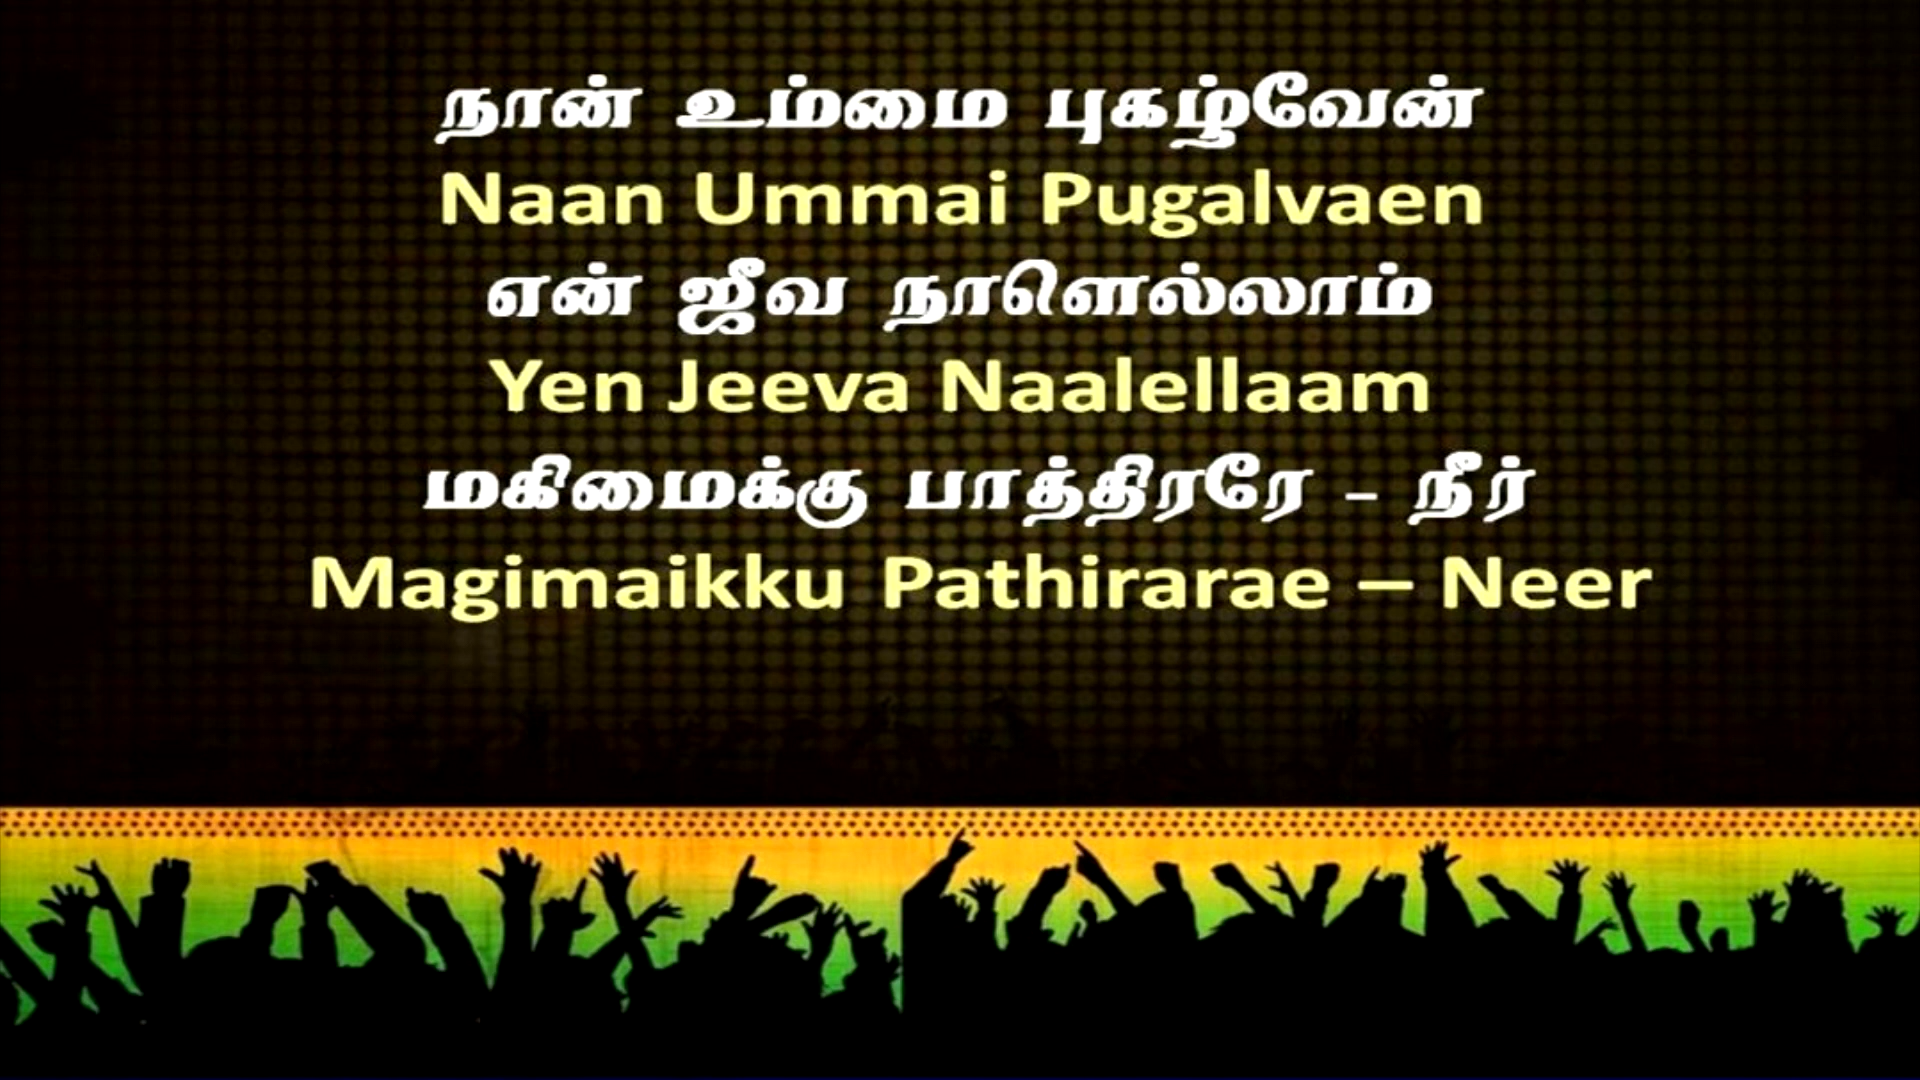 நான் உம்மை புகழ்வேன்
Naan Ummai Pugalvaen
என் ஜீவ நாளெல்லாம்
Yen Jeeva Naalellaam
மகிமைக்கு பாத்திரரே - நீர்
Magimaikku Pathirarae – Neer